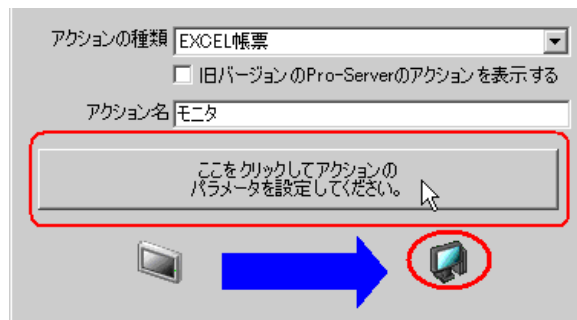 アクションの種類 EXCEL帳票
旧バージョンのPro-Serverのアクションを表示する
アクション名 モニタ
ここをクリックしてアクションの
パラメータを設定してください。